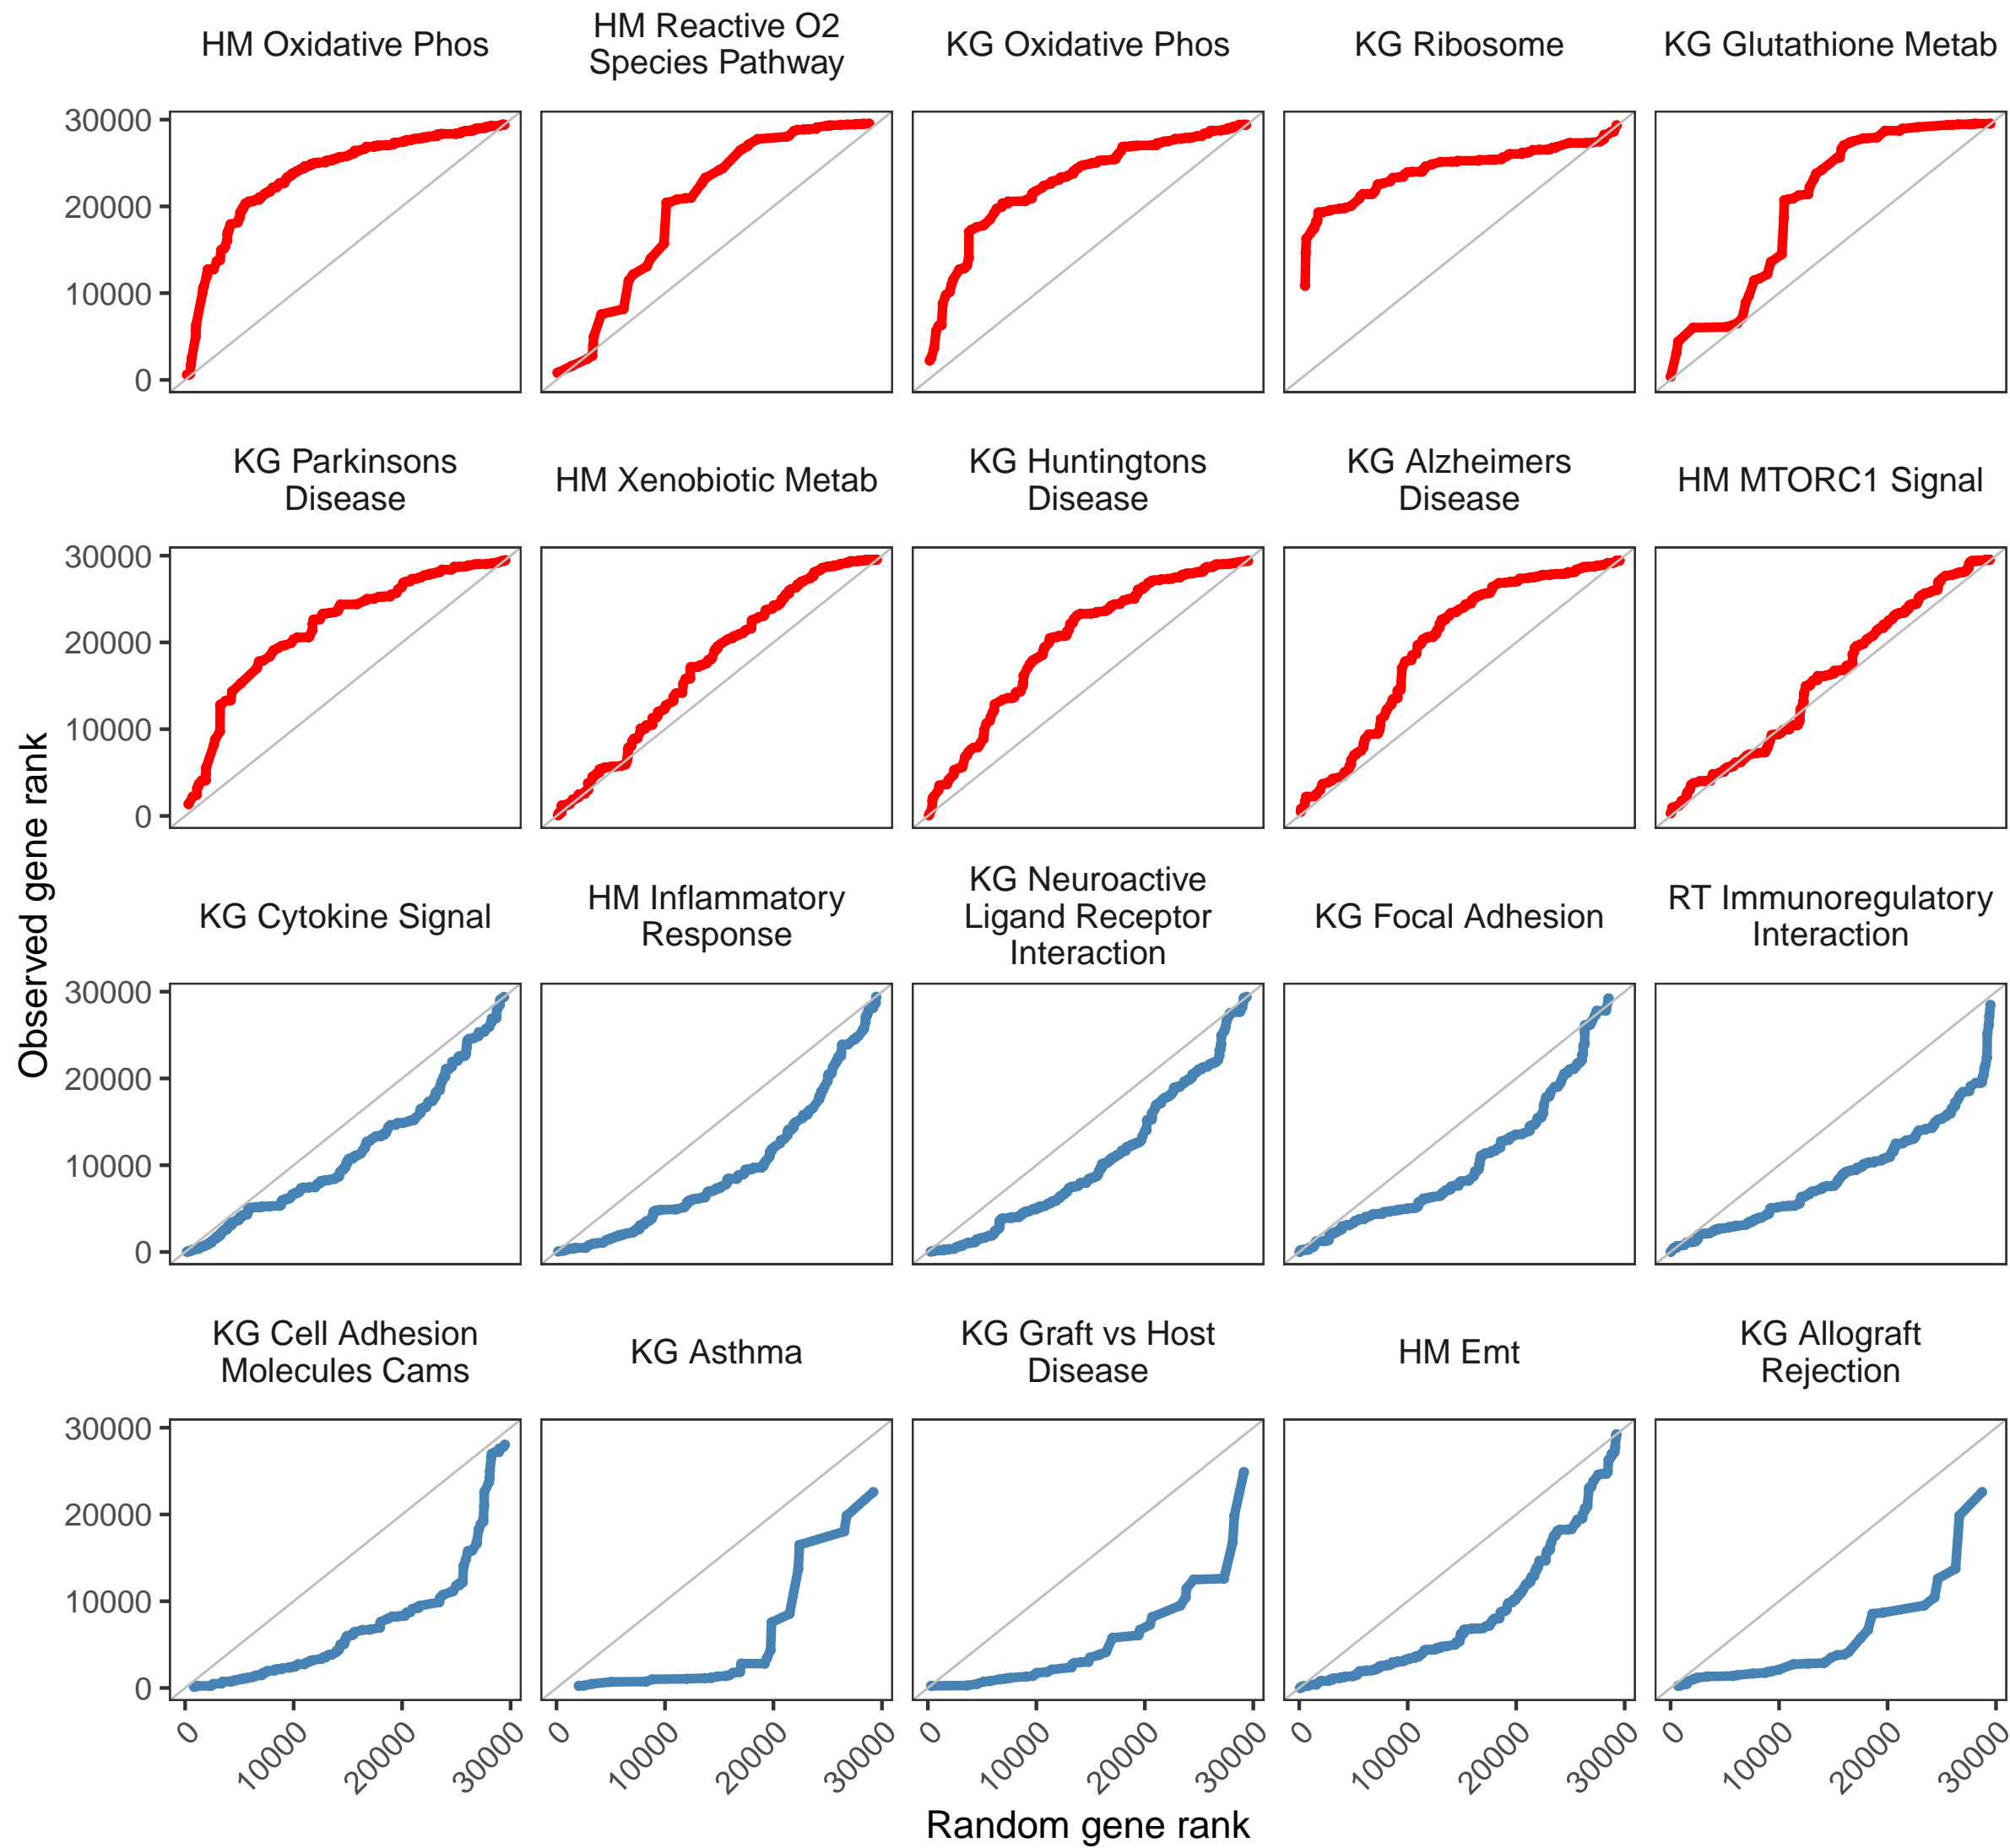 HM Oxidative Phos
HM Reactive O2
Species Pathway
KG Oxidative Phos
KG Ribosome
KG Glutathione Metab
30000
20000
10000
0
KG Parkinsons
Disease
HM Xenobiotic Metab
KG Huntingtons
Disease
KG Alzheimers
Disease
HM MTORC1 Signal
30000
20000
10000
0
Observed gene rank
KG Cytokine Signal
HM Inflammatory
Response
KG Neuroactive
Ligand Receptor
Interaction
KG Focal Adhesion
RT Immunoregulatory
Interaction
30000
20000
10000
0
KG Cell Adhesion
Molecules Cams
KG Asthma
KG Graft vs Host
Disease
HM Emt
KG Allograft
Rejection
30000
20000
10000
0
0 10000 20000 30000
0 10000 20000 30000
0 10000 20000 30000
0 10000 20000 30000
0 10000 20000 30000
Random gene rank